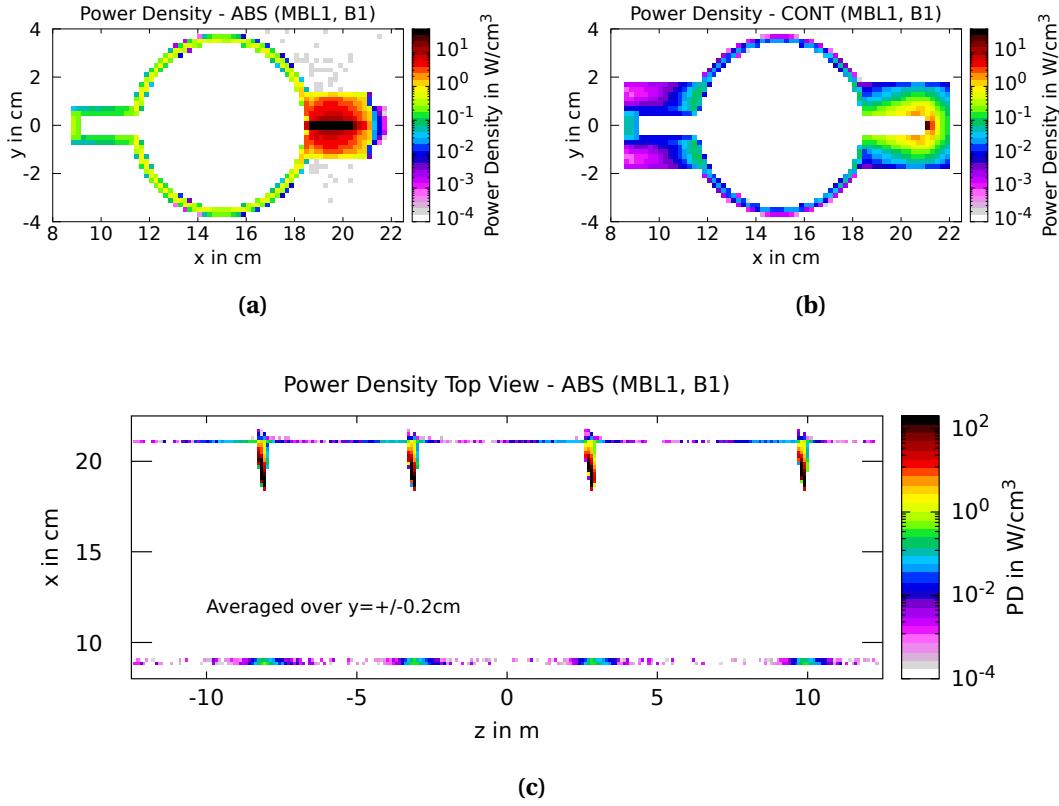 Power Density - ABS (MBL1, B1)
4
2
0
-2
-4
y in cm
8 10 12 14 16 18 20 22
x in cm
10^1
10^0
10^-1
10^-2
10^-3
10^-4
Power Density in W/cm^3
(a)
Power Density - CONT (MBL1, B1)
4
2
0
-2
-4
y in cm
8 10 12 14 16 18 20 22
x in cm
10^1
10^0
10^-1
10^-2
10^-3
10^-4
Power Density in W/cm^3
(b)
Power Density Top View - ABS (MBL1, B1)
20
15
10
x in cm
Averaged over y=+/-0.2cm
-10 -5 0 5 10
z in m
10^2
10^0
10^-2
10^-4
PD in W/cm^3
(c)